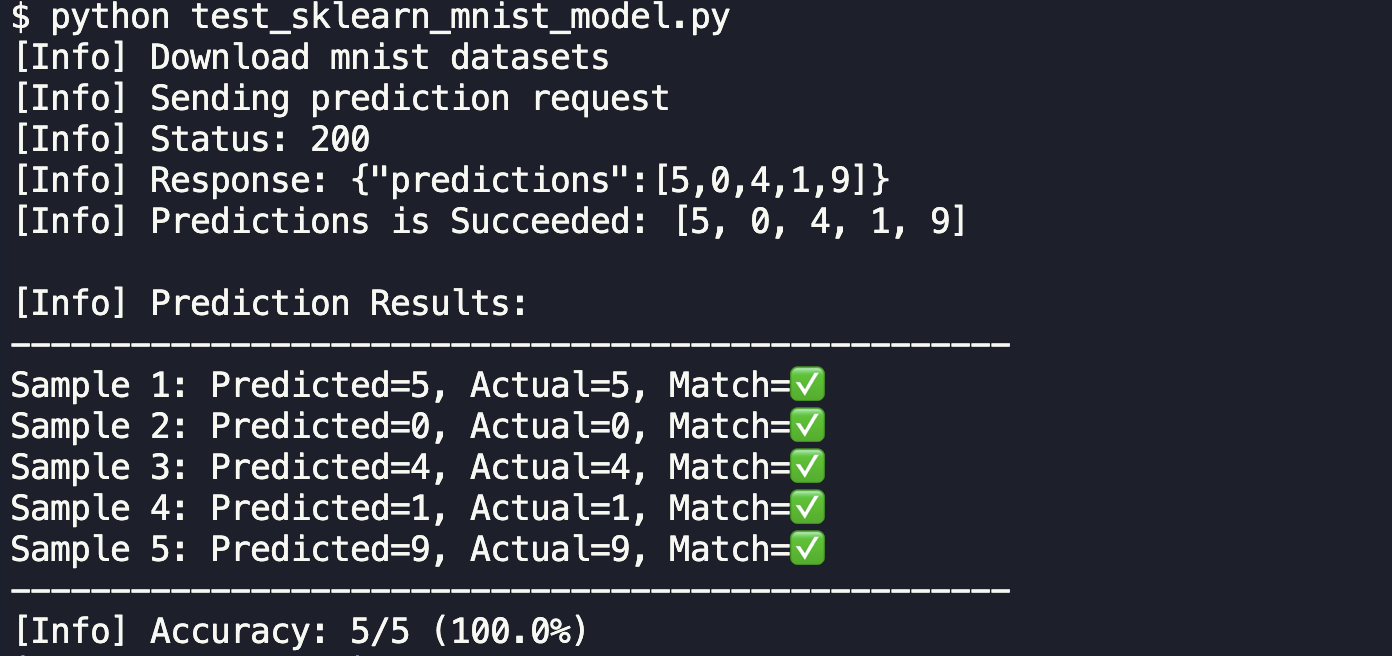 $ python test_sklearn_mnist_model.py
[Info] Download mnist datasets
[Info] Sending prediction request
[Info] Status: 200
[Info] Response: {"predictions":[5,0,4,1,9]}
[Info] Predictions is Succeeded: [5, 0, 4, 1, 9]
[Info] Prediction Results:
--------------------------------------------------
Sample 1: Predicted=5, Actual=5, Match=✅
Sample 2: Predicted=0, Actual=0, Match=✅
Sample 3: Predicted=4, Actual=4, Match=✅
Sample 4: Predicted=1, Actual=1, Match=✅
Sample 5: Predicted=9, Actual=9, Match=✅
--------------------------------------------------
[Info] Accuracy: 5/5 (100.0%)